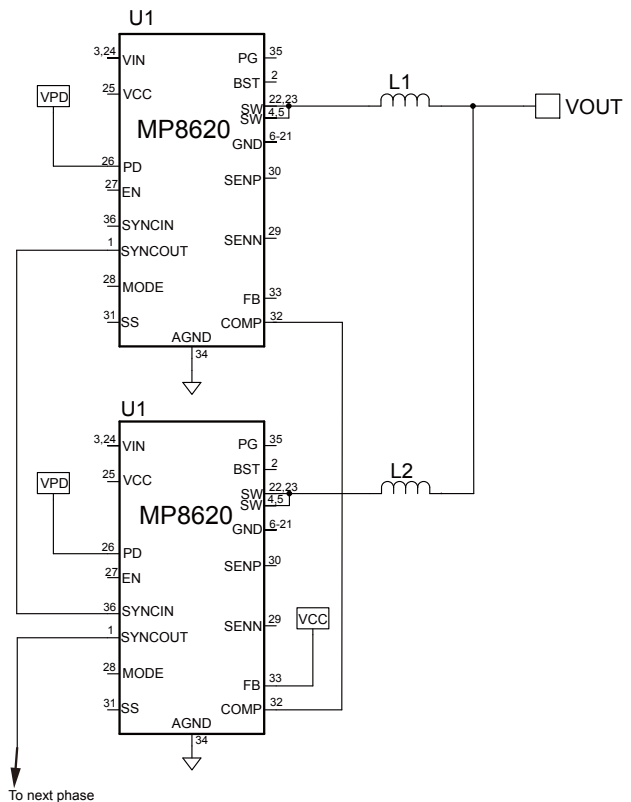 U1
3,24 VIN PG 35
BST 2
VPD 25 VCC L1
SW 22,23
SW 4,5 VOUT
MP8620
GND 6-21
26 PD SENP 30
27 EN
36 SYNCIN
1 SYNCOUT SENN 29
28 MODE
FB 33
31 SS COMP 32
AGND
34
U1
3,24 VIN PG 35
BST 2
VPD 25 VCC L2
SW 22,23
SW 4,5
MP8620
GND 6-21
26 PD SENP 30
27 EN
36 SYNCIN
1 SYNCOUT SENN 29 VCC
28 MODE
FB 33
31 SS COMP 32
AGND
34
To next phase